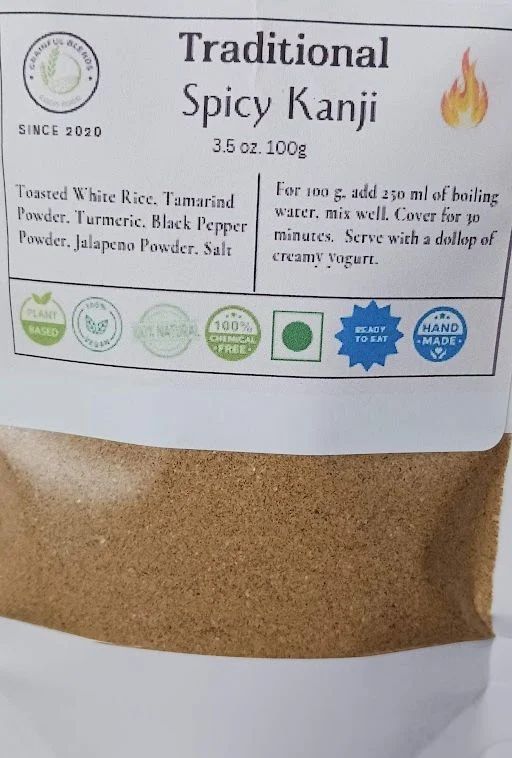 GRAINFUL BLENDS
SINCE 2020
Traditional
Spicy Kanji
3.5 oz. 100g
Toasted White Rice, Tamarind
Powder, Turmeric, Black Pepper
Powder, Jalapeno Powder, Salt
For 100 g, add 250 ml of boiling
water, mix well. Cover for 30
minutes. Serve with a dollop of
creamy yogurt.
PLANT
BASED
100%
VEGAN
100% NATURAL
100%
CHEMICAL
FREE
READY
TO EAT
HAND
MADE